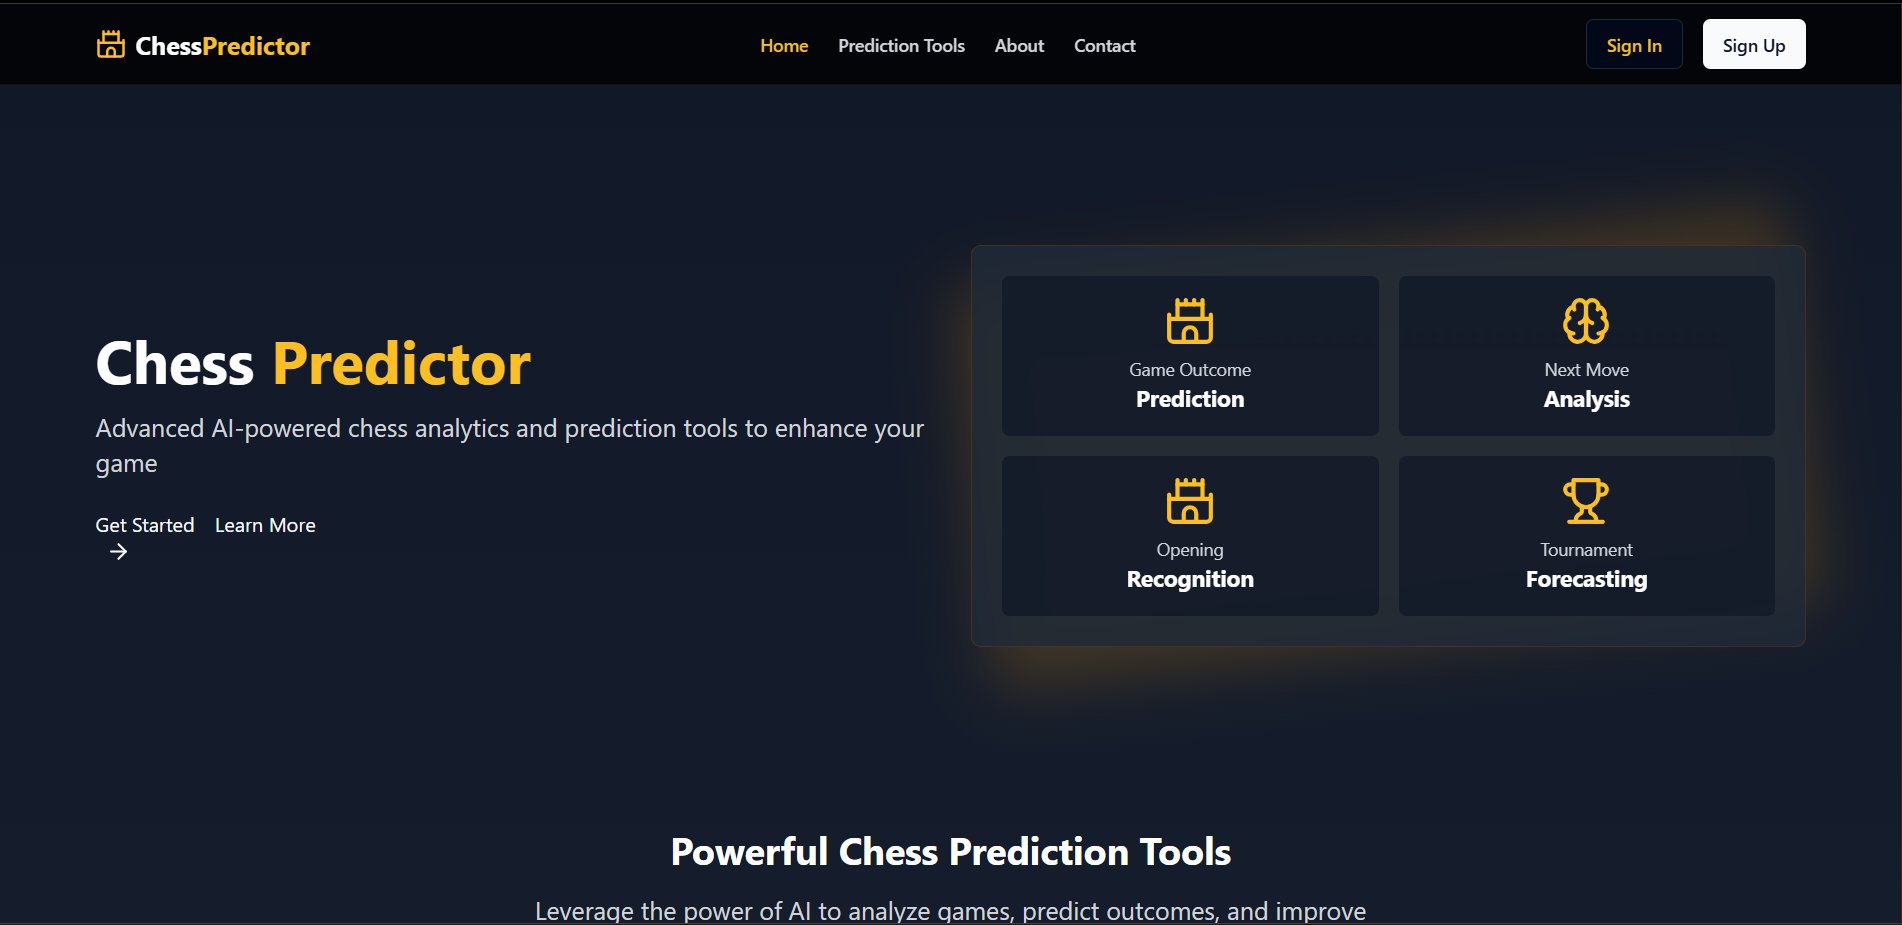 ChessPredictor
Home
Prediction Tools
About
Contact
Sign In
Sign Up
Chess Predictor
Advanced AI-powered chess analytics and prediction tools to enhance your
game
Get Started
Learn More
Game Outcome
Prediction
Next Move
Analysis
Opening
Recognition
Tournament
Forecasting
Powerful Chess Prediction Tools
Leverage the power of AI to analyze games, predict outcomes, and improve